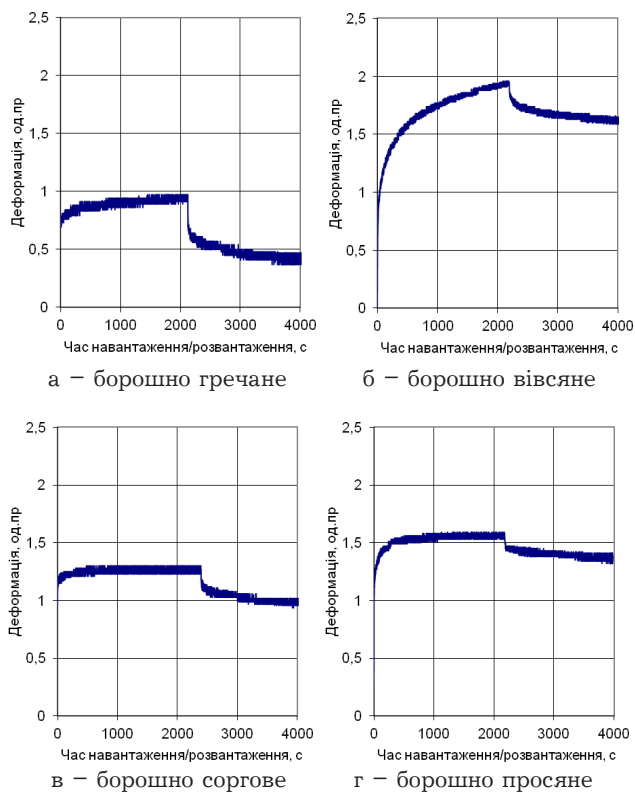 2,5
2
1,5
1
0,5
0
Деформація, од.пр
0 1000 2000 3000 4000
Час навантаження/розвантаження, с
а – борошно гречане
2,5
2
1,5
1
0,5
0
Деформація, од.пр
0 1000 2000 3000 4000
Час навантаження/розвантаження, с
б – борошно вівсяне
2,5
2
1,5
1
0,5
0
Деформація, од.пр
0 1000 2000 3000 4000
Час навантаження/розвантаження, с
в – борошно соргове
2,5
2
1,5
1
0,5
0
Деформація, од.пр
0 1000 2000 3000 4000
Час навантаження/розвантаження, с
г – борошно просяне